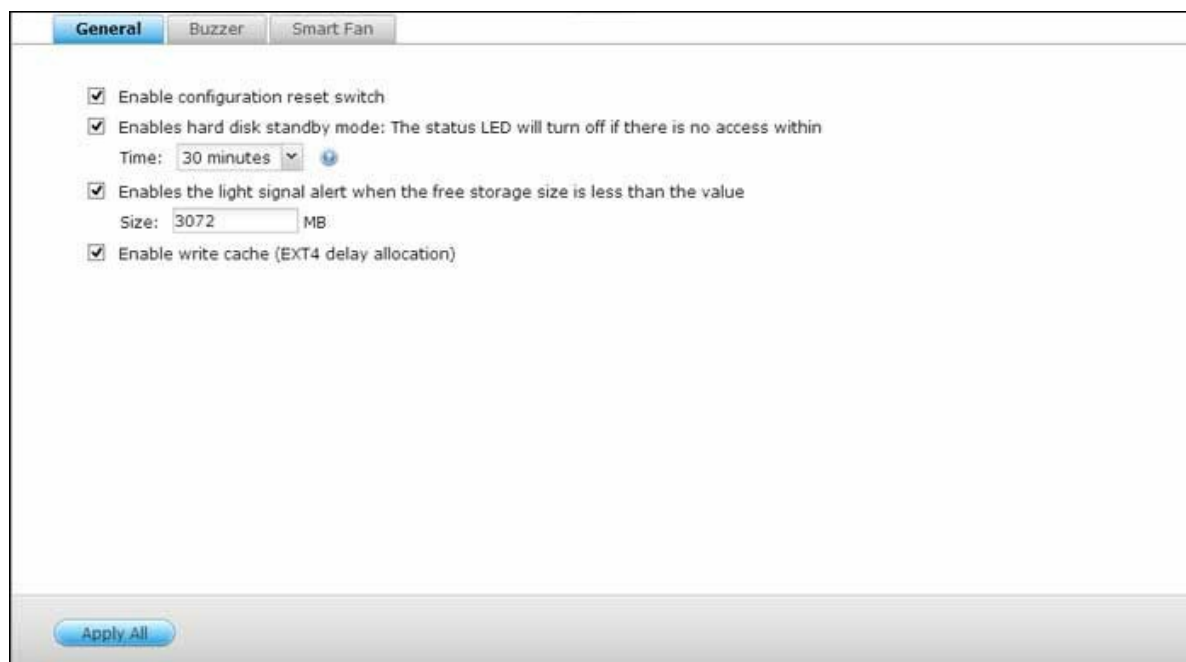 General Buzzer Smart Fan
Enable configuration reset switch
Enables hard disk standby mode: The status LED will turn off if there is no access within
Time: 30 minutes
Enables the light signal alert when the free storage size is less than the value
Size: 3072 MB
Enable write cache (EXT4 delay allocation)
Apply All